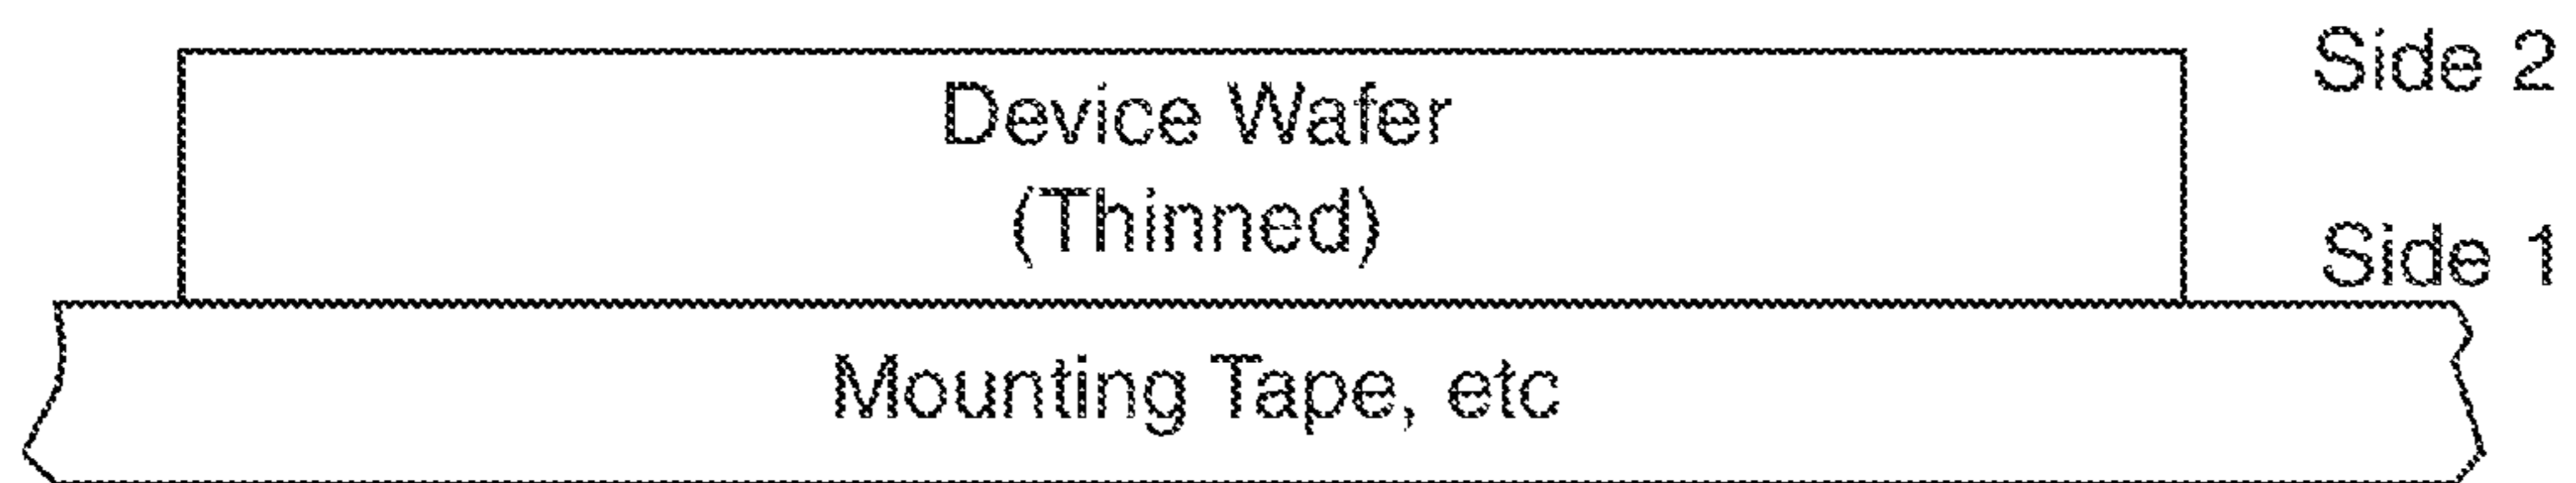 Side 2
Device Wafer
(Thinned)
Side 1
Mounting Tape, etc